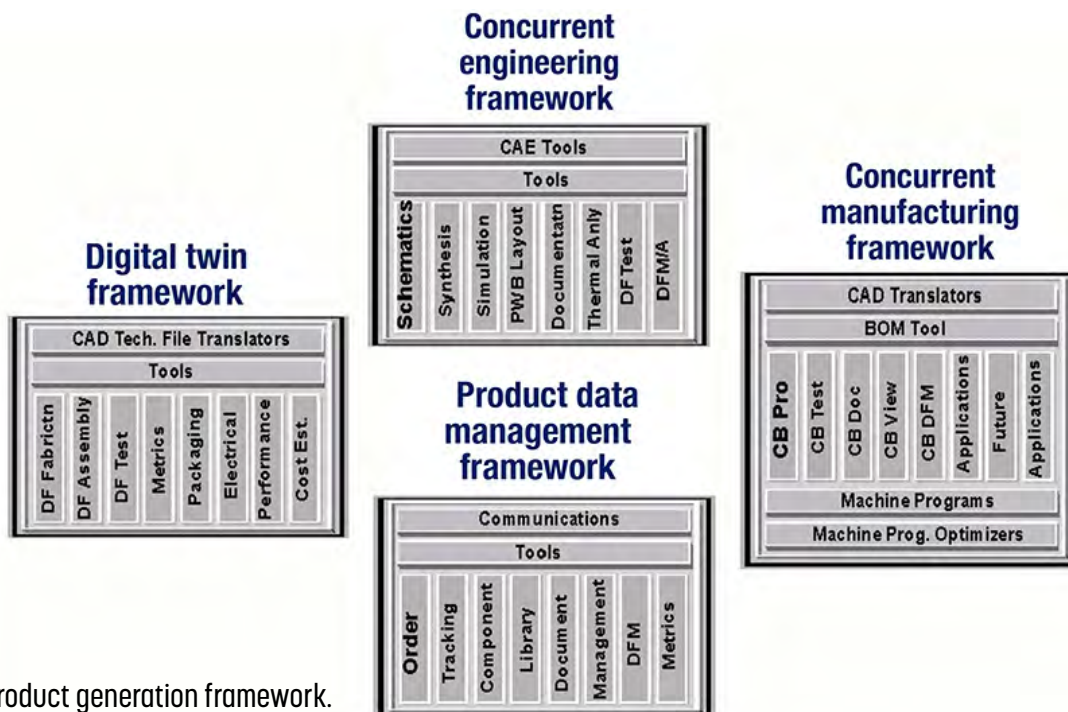 Concurrent
engineering
framework
CAE Tools
Tools
Schematics
Synthesis
Simulation
PWB Layout
Documentatn
Thermal Anly
DF Test
DFM/A
Digital twin
framework
CAD Tech. File Translators
Tools
DF Fabrictn
DF Assembly
DF Test
Metrics
Packaging
Electrical
Performance
Cost Est.
Concurrent
manufacturing
framework
CAD Translators
BOM Tool
CB Pro
CB Test
CB Doc
CB View
CB DFM
Applications
Future
Applications
Machine Programs
Machine Prog. Optimizers
Product data
management
framework
Communications
Tools
Order
Tracking
Component
Library
Document
Management
DFM
Metrics
roduct generation framework.